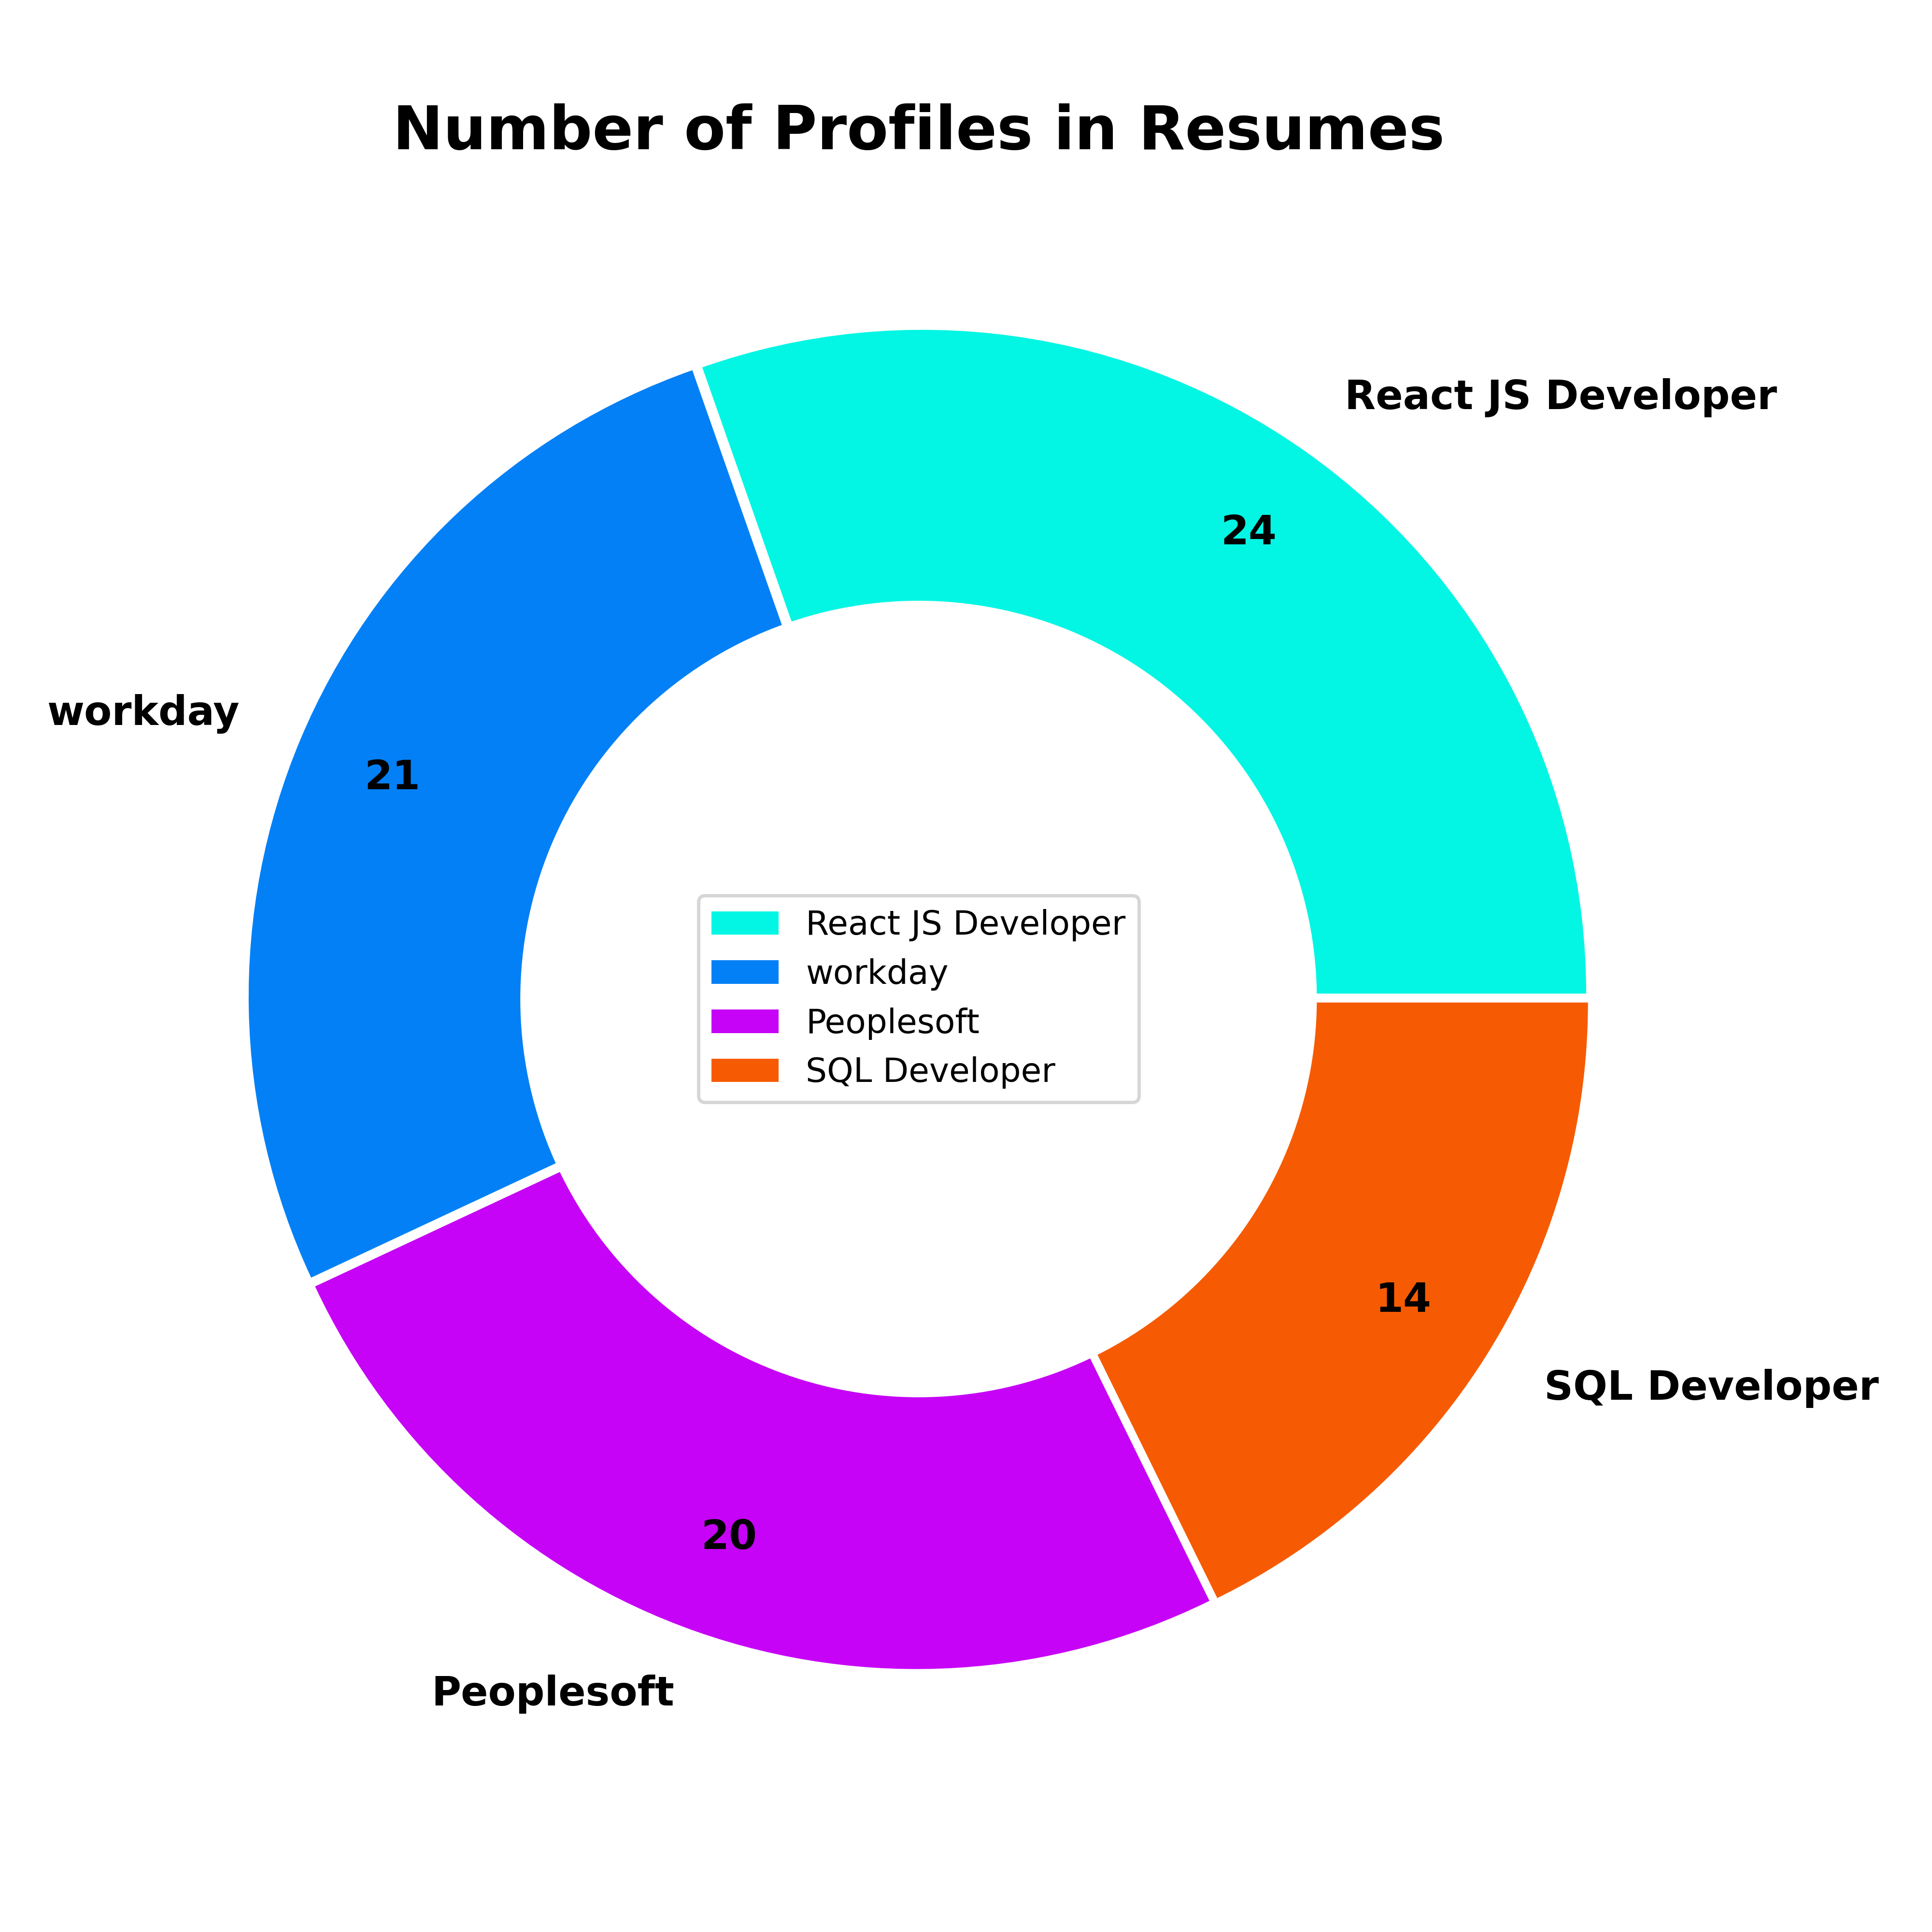 Number of Profiles in Resumes
React JS Developer
24
workday
21
React JS Developer
workday
Peoplesoft
SQL Developer
14
SQL Developer
20
Peoplesoft